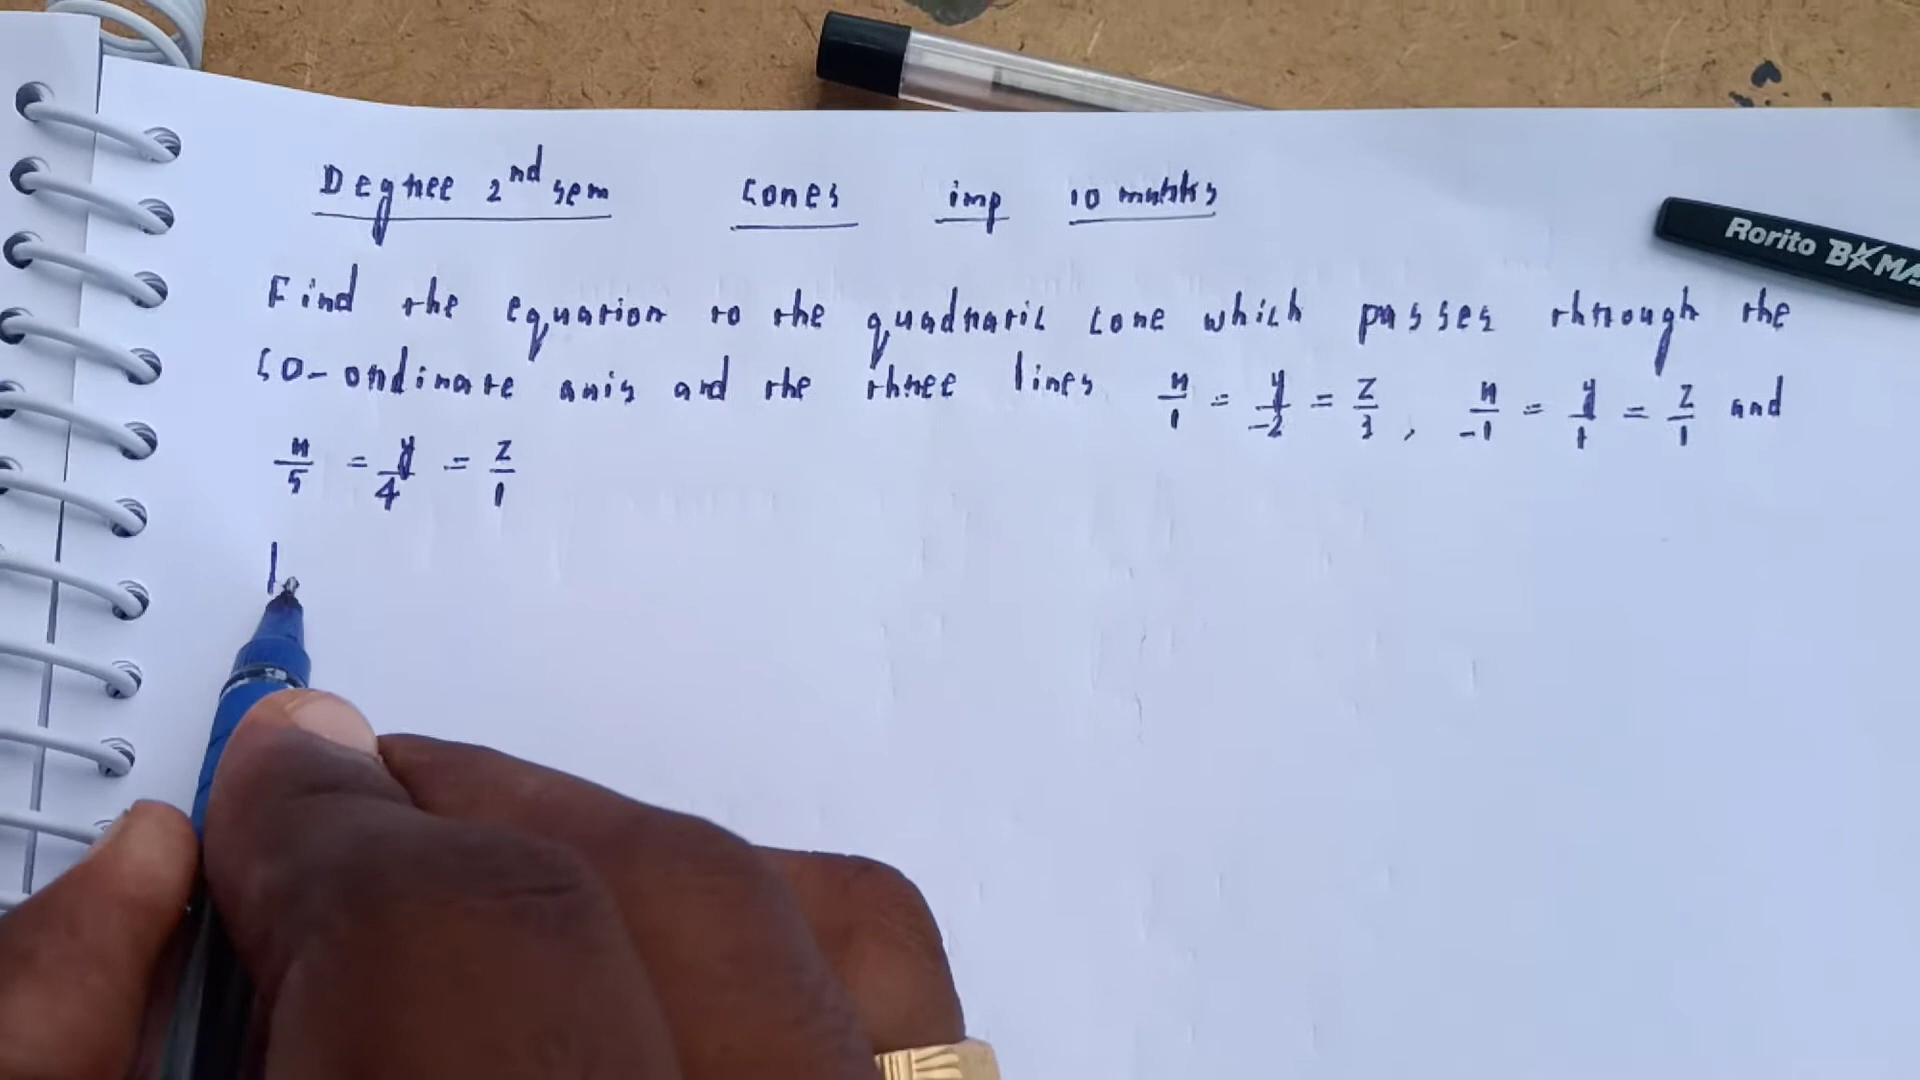 Degree 2nd sem cones imp 10 marks
Rorito
Find the equation to the quadratic cone which passes through the
co-ordinate axis and the three lines x/1 = y/-2 = z/3 , x/-1 = y/1 = z/1 and
x/5 = y/4 = z/1